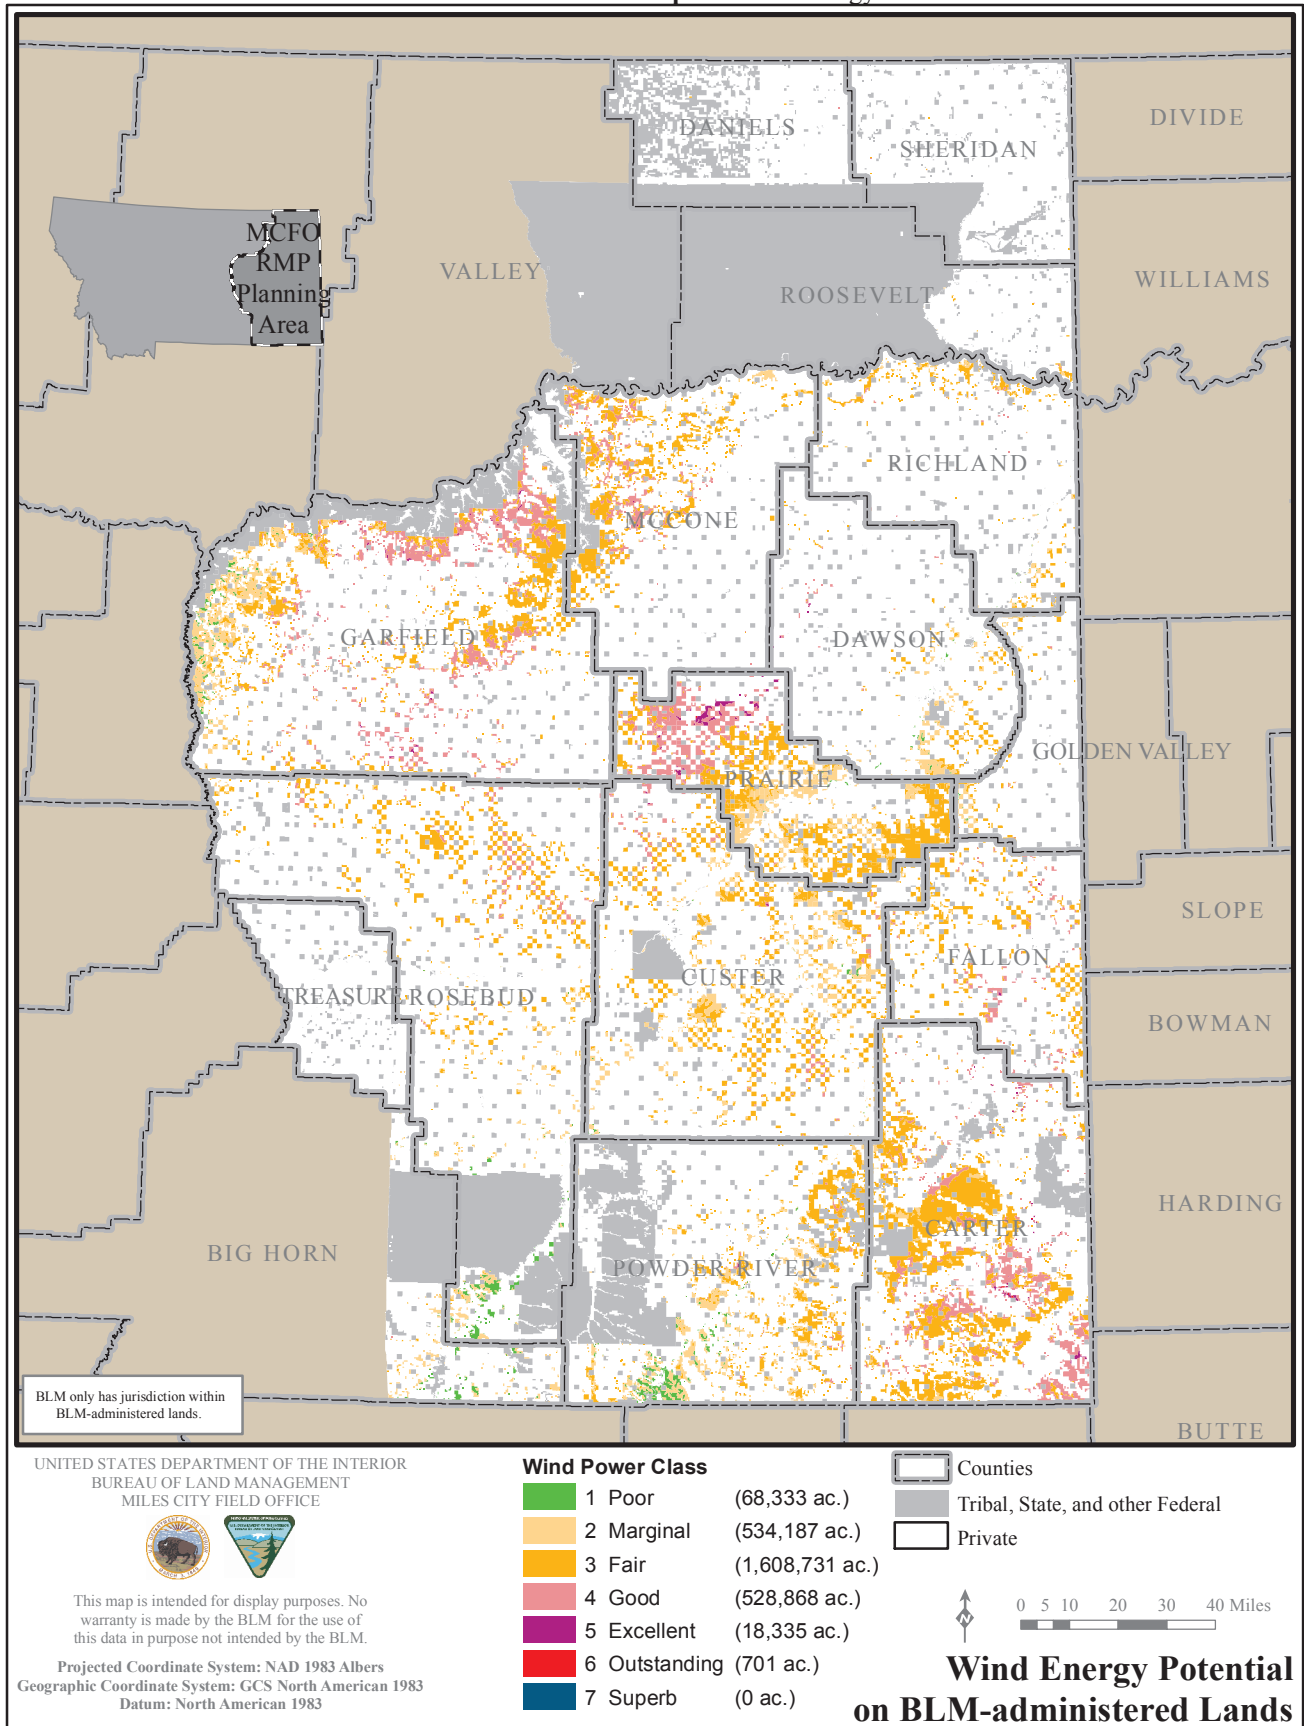 DIVIDE
DANIELS
SHERIDAN
MCFO
RMP
Planning
Area
VALLEY
ROOSEVELT
WILLIAMS
RICHLAND
MCCONE
GARFIELD
DAWSON
GOLDEN VALLEY
PRAIRIE
SLOPE
FALLON
CUSTER
TREASURE
ROSEBUD
BOWMAN
HARDING
CARTER
BIG HORN
POWDER RIVER
BUTTE
BLM only has jurisdiction within
BLM-administered lands.
UNITED STATES DEPARTMENT OF THE INTERIOR
BUREAU OF LAND MANAGEMENT
MILES CITY FIELD OFFICE
This map is intended for display purposes. No
warranty is made by the BLM for the use of
this data in purpose not intended by the BLM.
Projected Coordinate System: NAD 1983 Albers
Geographic Coordinate System: GCS North American 1983
Datum: North American 1983
Wind Power Class
1 Poor (68,333 ac.)
2 Marginal (534,187 ac.)
3 Fair (1,608,731 ac.)
4 Good (528,868 ac.)
5 Excellent (18,335 ac.)
6 Outstanding (701 ac.)
7 Superb (0 ac.)
Counties
Tribal, State, and other Federal
Private
N
0 5 10 20 30 40 Miles
Wind Energy Potential
on BLM-administered Lands